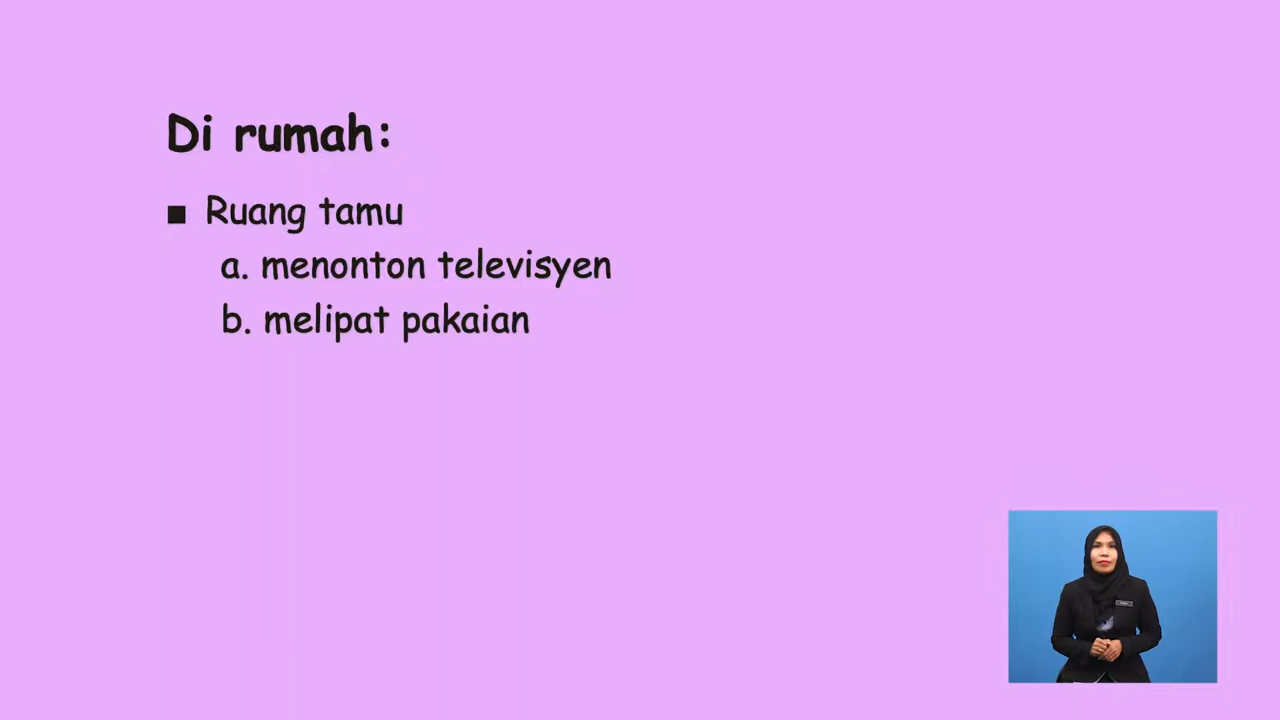 Di rumah:
▪ Ruang tamu
a. menonton televisyen
b. melipat pakaian